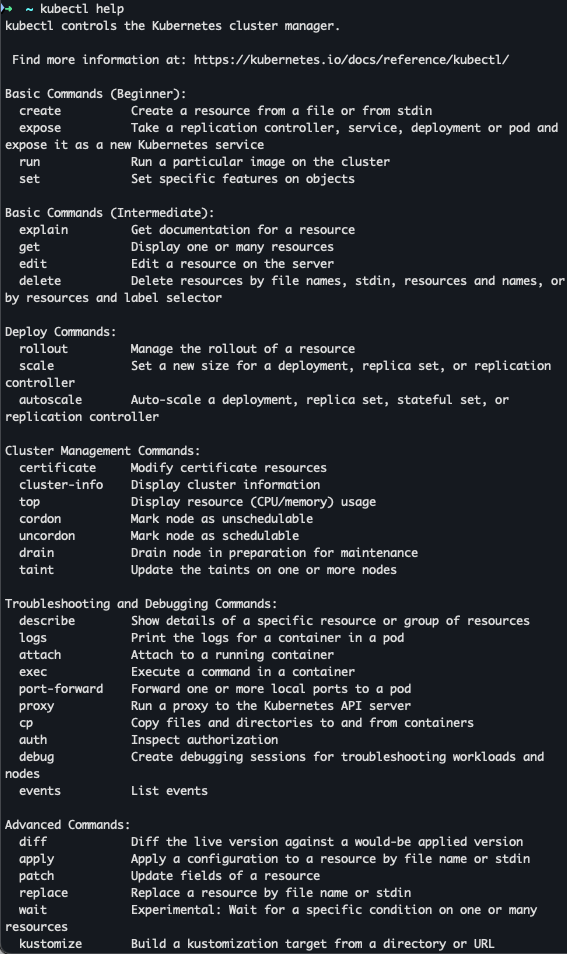 ➜ ~ kubectl help
kubectl controls the Kubernetes cluster manager.
Find more information at: https://kubernetes.io/docs/reference/kubectl/
Basic Commands (Beginner):
create Create a resource from a file or from stdin
expose Take a replication controller, service, deployment or pod and
expose it as a new Kubernetes service
run Run a particular image on the cluster
set Set specific features on objects
Basic Commands (Intermediate):
explain Get documentation for a resource
get Display one or many resources
edit Edit a resource on the server
delete Delete resources by file names, stdin, resources and names, or
by resources and label selector
Deploy Commands:
rollout Manage the rollout of a resource
scale Set a new size for a deployment, replica set, or replication
controller
autoscale Auto-scale a deployment, replica set, stateful set, or
replication controller
Cluster Management Commands:
certificate Modify certificate resources
cluster-info Display cluster information
top Display resource (CPU/memory) usage
cordon Mark node as unschedulable
uncordon Mark node as schedulable
drain Drain node in preparation for maintenance
taint Update the taints on one or more nodes
Troubleshooting and Debugging Commands:
describe Show details of a specific resource or group of resources
logs Print the logs for a container in a pod
attach Attach to a running container
exec Execute a command in a container
port-forward Forward one or more local ports to a pod
proxy Run a proxy to the Kubernetes API server
cp Copy files and directories to and from containers
auth Inspect authorization
debug Create debugging sessions for troubleshooting workloads and
nodes
events List events
Advanced Commands:
diff Diff the live version against a would-be applied version
apply Apply a configuration to a resource by file name or stdin
patch Update fields of a resource
replace Replace a resource by file name or stdin
wait Experimental: Wait for a specific condition on one or many
resources
kustomize Build a kustomization target from a directory or URL